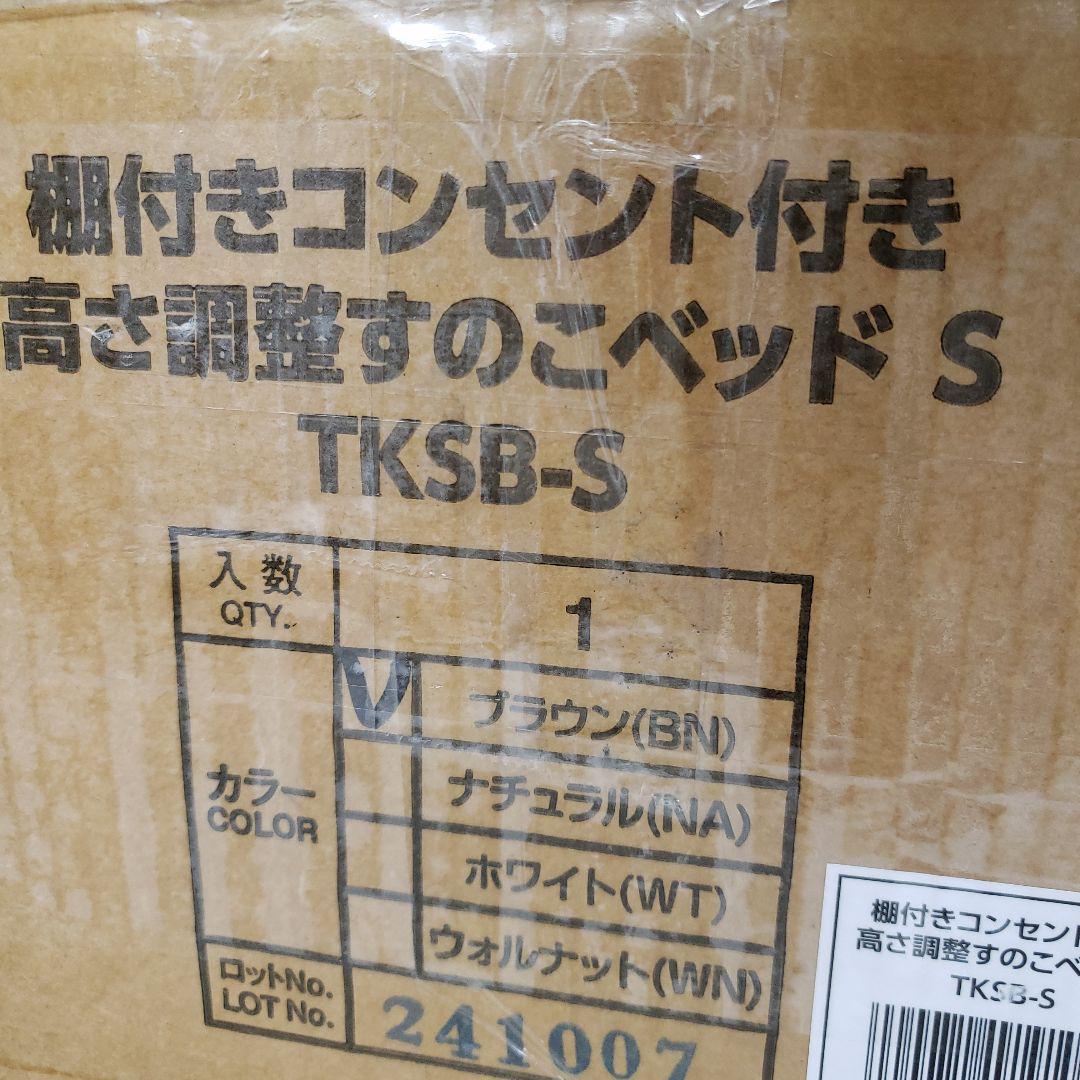 棚付きコンセント付き
高さ調整すのこベッド S
TKSB-S
入数
QTY.
1
カラー
COLOR
V ブラウン(BN)
ナチュラル(NA)
ホワイト(WT)
ウォルナット(WN)
ロットNo.
LOT No.
241007
棚付きコンセント
高さ調整すのこベ
TKSB-S